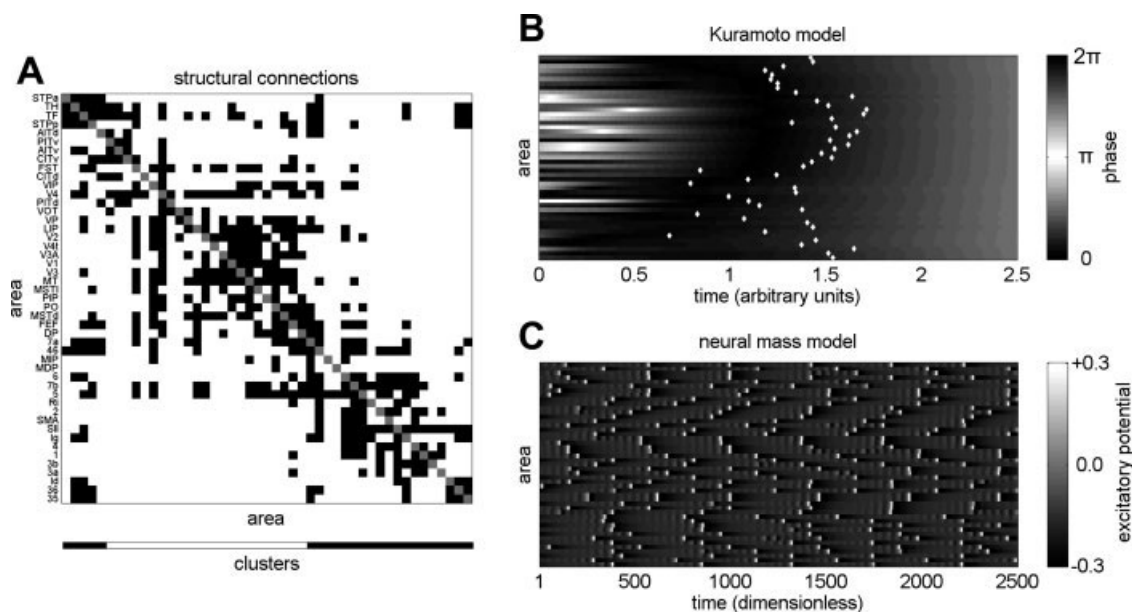 A
structural connections
STPa
TH
TF
STPp
AITd
PITv
AITv
CITv
FST
CITd
VIP
V4
PITd
VOT
VP
LIP
V2
V4t
V3A
V1
V3
MT
MSTl
PIP
PO
MSTd
FEF
DP
7a
46
MIP
MDP
6
7b
5
Ri
2
SMA
SII
Ig
4
1
3b
3a
Id
36
35
area
area
clusters
B
Kuramoto model
area
0 0.5 1 1.5 2 2.5
time (arbitrary units)
2π
π
0
phase
C
neural mass model
area
1 500 1000 1500 2000 2500
time (dimensionless)
+0.3
0.0
-0.3
excitatory potential